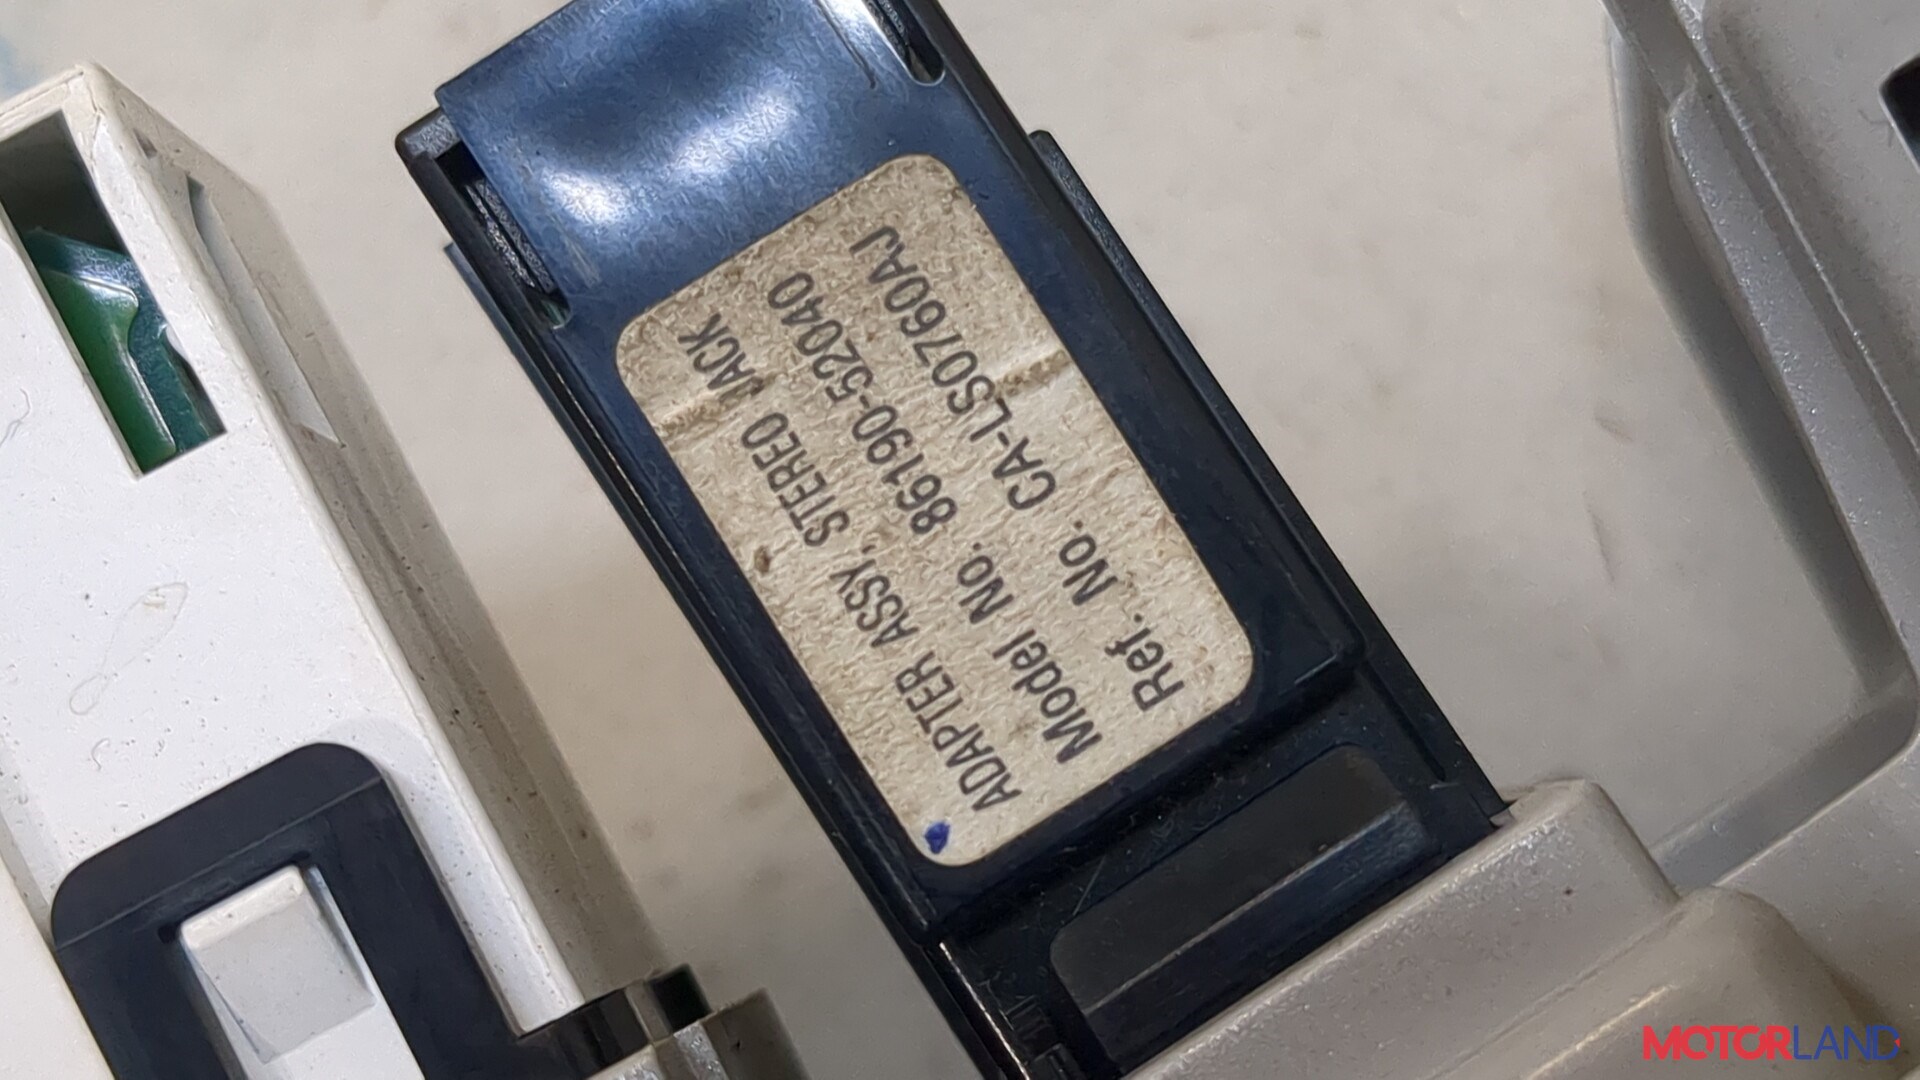 ADAPTER ASSY, STEREO JACK
Model No. 86190-52040
Ref. No. CA-LS0760AJ
MOTORLAND